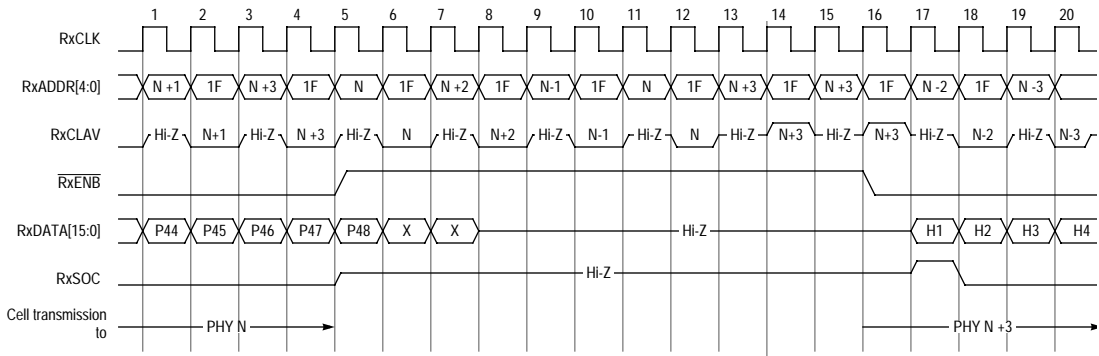 1 2 3 4 5 6 7 8 9 10 11 12 13 14 15 16 17 18 19 20
RxCLK
RxADDR[4:0] N +1 1F N +3 1F N 1F N +2 1F N-1 1F N 1F N +3 1F N +3 1F N -2 1F N -3
RxCLAV Hi-Z N+1 Hi-Z N +3 Hi-Z N Hi-Z N+2 Hi-Z N-1 Hi-Z N Hi-Z N+3 Hi-Z N+3 Hi-Z N-2 Hi-Z N-3
RxENB
RxDATA[15:0] P44 P45 P46 P47 P48 X X Hi-Z H1 H2 H3 H4
RxSOC Hi-Z
Cell transmission
to PHY N PHY N +3